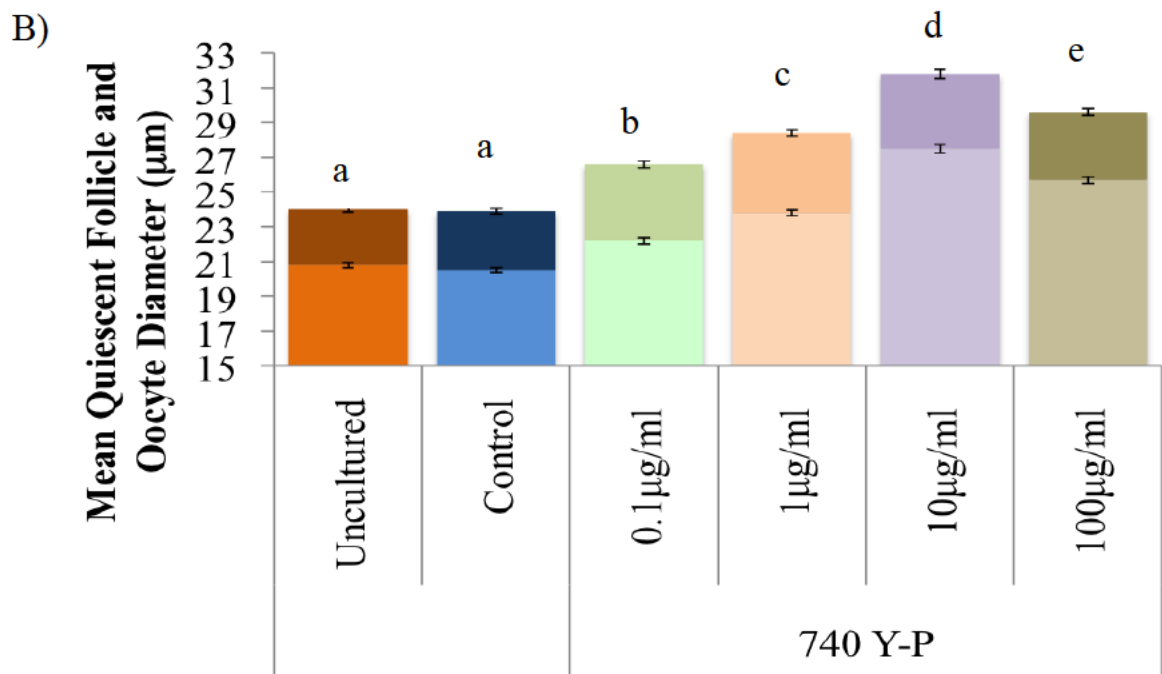 B)
Mean Quiescent Follicle and
Oocyte Diameter (µm)
33
31
29
27
25
23
21
19
17
15
a
a
b
c
d
e
Uncultured
Control
0.1µg/ml
1µg/ml
10µg/ml
100µg/ml
740 Y-P